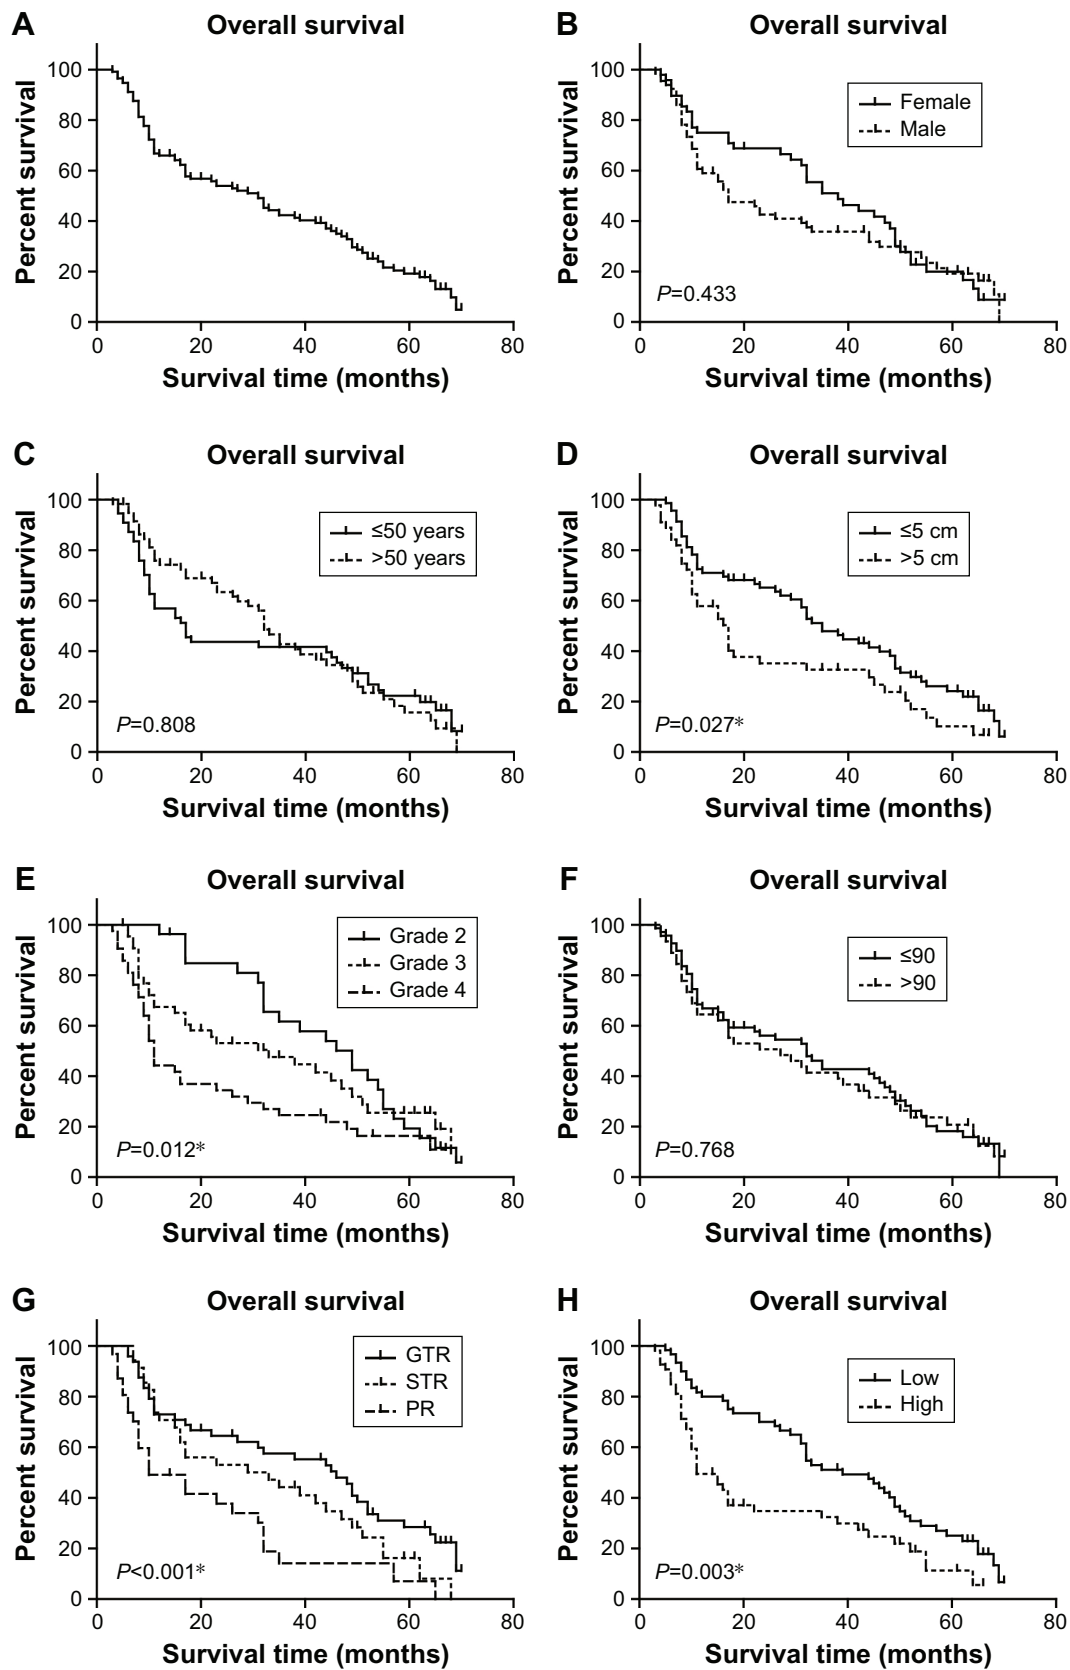 A
Overall survival
Percent survival
100
80
60
40
20
0
0 20 40 60 80
Survival time (months)
B
Overall survival
Percent survival
100
80
60
40
20
0
Female
Male
P=0.433
0 20 40 60 80
Survival time (months)
C
Overall survival
Percent survival
100
80
60
40
20
0
≤50 years
>50 years
P=0.808
0 20 40 60 80
Survival time (months)
D
Overall survival
Percent survival
100
80
60
40
20
0
≤5 cm
>5 cm
P=0.027*
0 20 40 60 80
Survival time (months)
E
Overall survival
Percent survival
100
80
60
40
20
0
Grade 2
Grade 3
Grade 4
P=0.012*
0 20 40 60 80
Survival time (months)
F
Overall survival
Percent survival
100
80
60
40
20
0
≤90
>90
P=0.768
0 20 40 60 80
Survival time (months)
G
Overall survival
Percent survival
100
80
60
40
20
0
GTR
STR
PR
P<0.001*
0 20 40 60 80
Survival time (months)
H
Overall survival
Percent survival
100
80
60
40
20
0
Low
High
P=0.003*
0 20 40 60 80
Survival time (months)